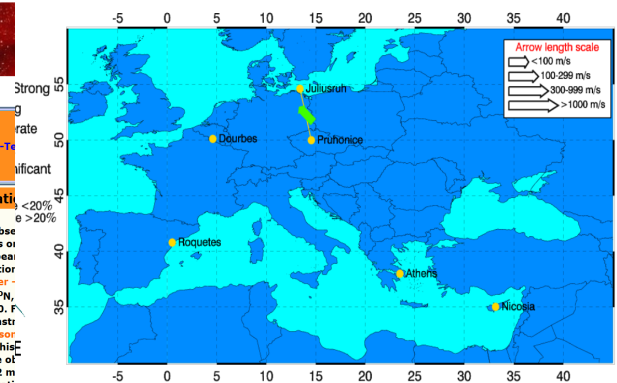 -5 0 5 10 15 20 25 30 35 40
Arrow length scale
<100 m/s
100-299 m/s
300-999 m/s
>1000 m/s
55
50
45
40
35
Juliusruh
Dourbes
Pruhonice
Roquetes
Athens
Nicosia
-5 0 5 10 15 20 25 30 35 40
Strong
g
rate
-Te
nificant
<20%
e >20%